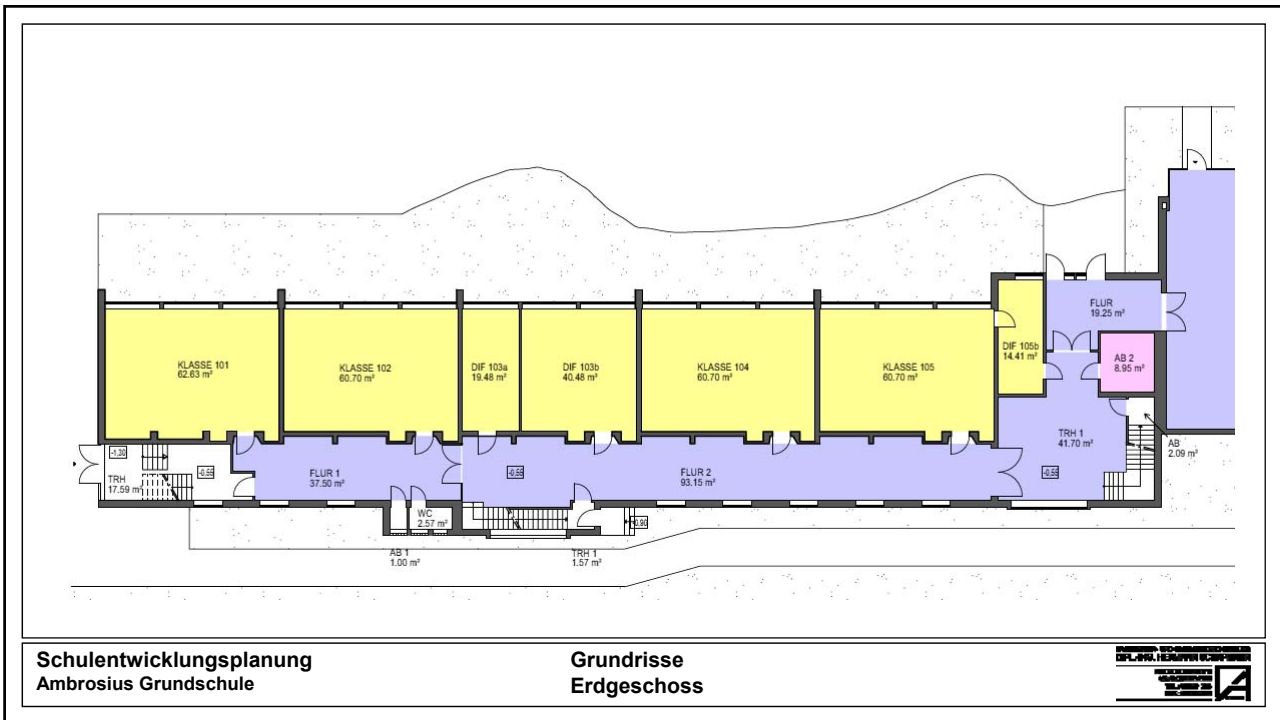 FLUR
19.25 m²
KLASSE 101
62.63 m²
KLASSE 102
60.70 m²
DIF 103a
19.48 m²
DIF 103b
40.48 m²
KLASSE 104
60.70 m²
KLASSE 105
60.70 m²
DIF 105b
14.41 m²
AB 2
8.95 m²
TRH 1
41.70 m²
AB
2.09 m²
-1,30
-0,55
TRH
17.59 m²
FLUR 1
37.50 m²
-0,55
FLUR 2
93.15 m²
-0,55
WC
2.57 m²
-0,90
AB 1
1.00 m²
TRH 1
1.57 m²
Schulentwicklungsplanung
Ambrosius Grundschule
Grundrisse
Erdgeschoss